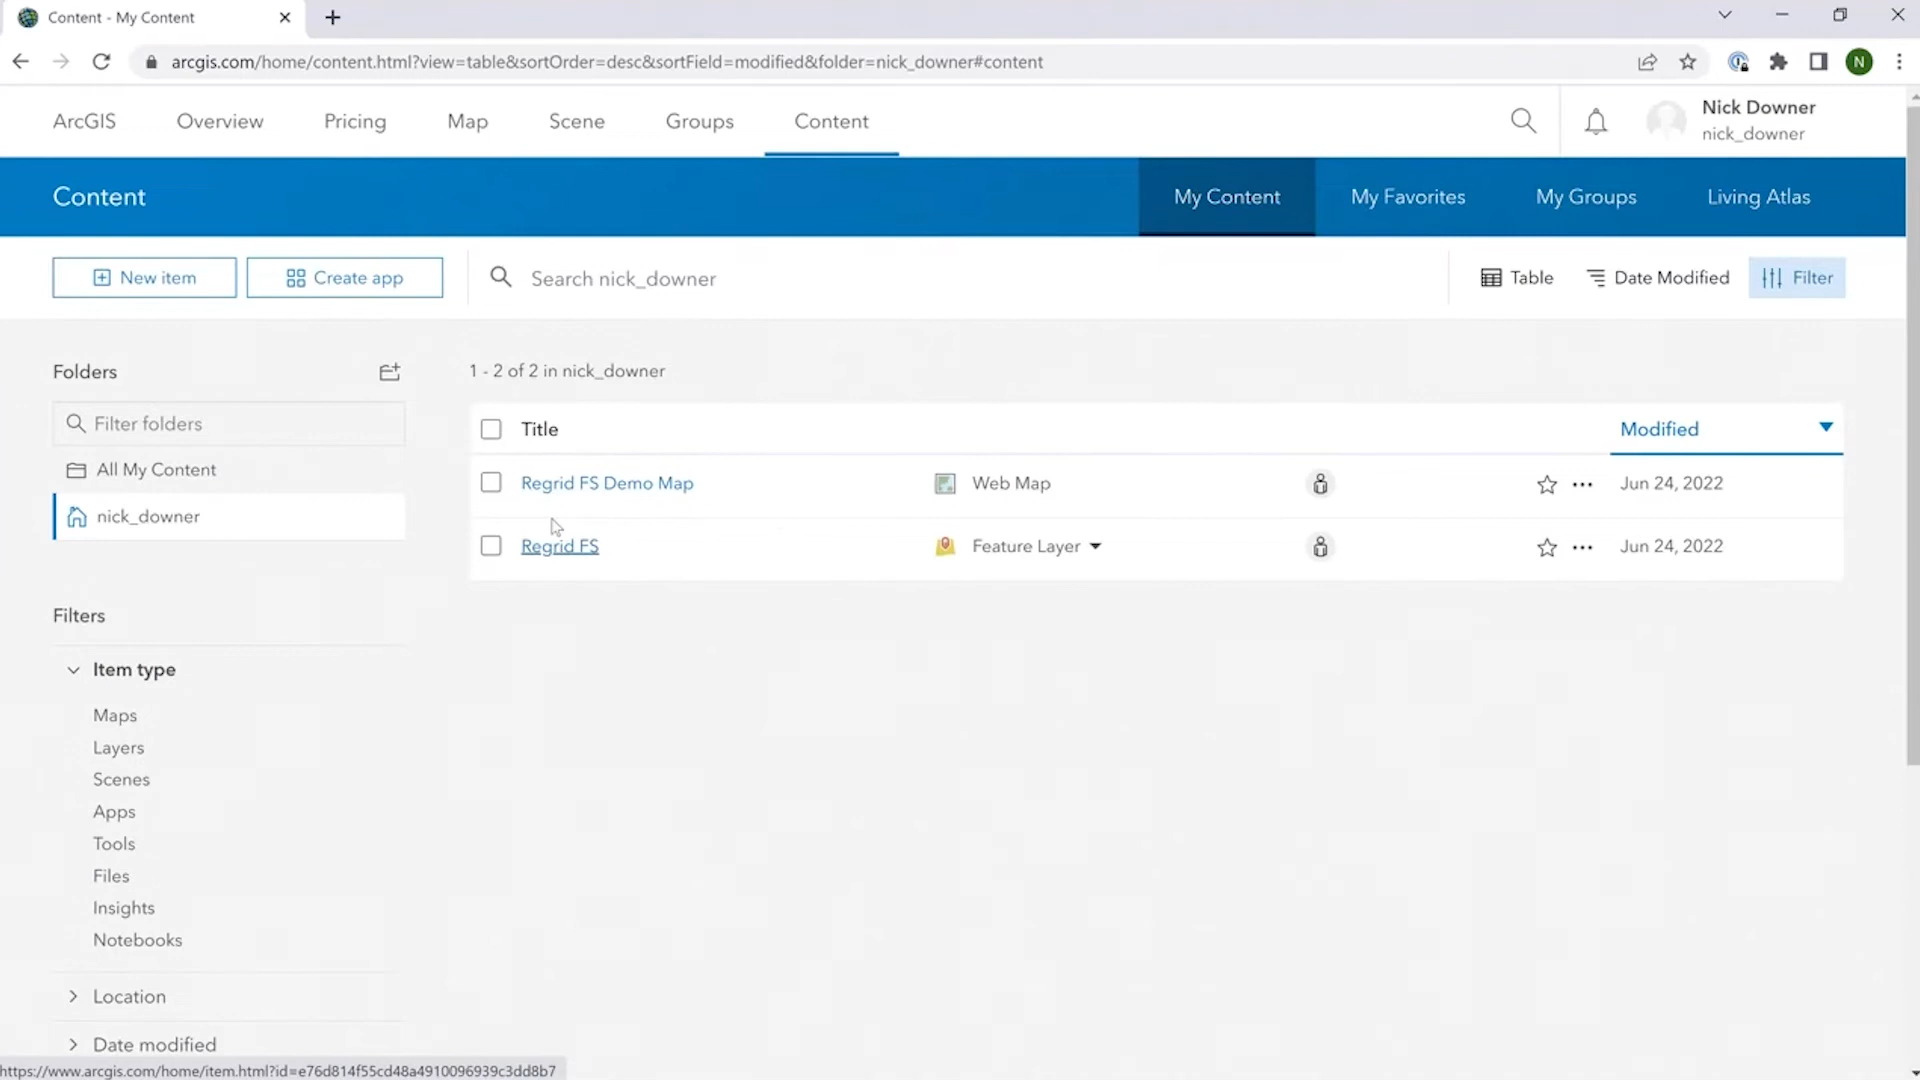 Content - My Content
arcgis.com/home/content.html?view=table&sortOrder=desc&sortField=modified&folder=nick_downer#content
N
ArcGIS Overview Pricing Map Scene Groups Content
Nick Downer
nick_downer
Content My Content My Favorites My Groups Living Atlas
New item Create app Search nick_downer Table Date Modified Filter
Folders
1 - 2 of 2 in nick_downer
Filter folders
Title Modified
All My Content
Regrid FS Demo Map Web Map Jun 24, 2022
nick_downer
Regrid FS Feature Layer Jun 24, 2022
Filters
Item type
Maps
Layers
Scenes
Apps
Tools
Files
Insights
Notebooks
Location
Date modified
https://www.arcgis.com/home/item.html?id=e76d814f55cd48a4910096939c3dd8b7